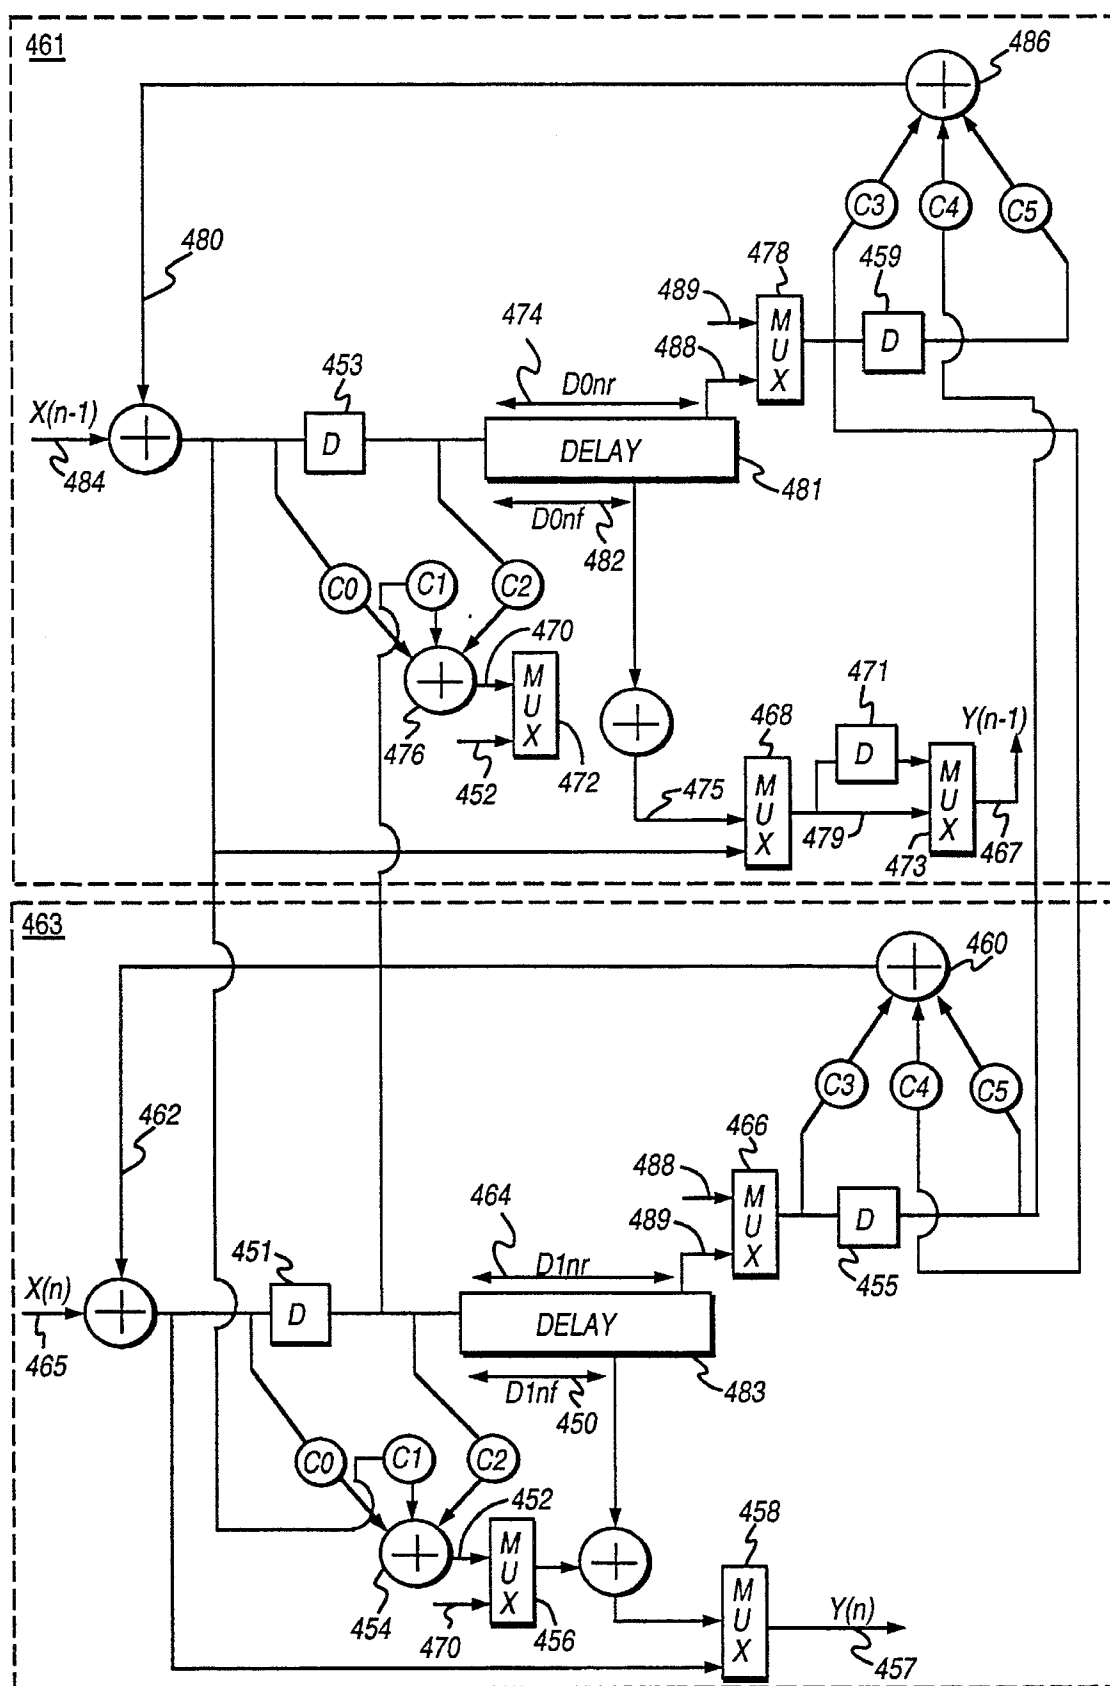 461
486
C3
C4
C5
480
478
459
489
M
U
X
474
488
D
453
D0nr
X(n-1)
D
DELAY
484
481
D0nf
482
C0
C1
C2
470
M
U
X
471
468
Y(n-1)
D
476
452
472
475
M
U
X
M
U
X
479
473
467
463
460
C3
C4
C5
462
466
488
M
U
X
464
489
D
451
D1nr
455
X(n)
D
DELAY
465
483
D1nf
450
C0
C1
C2
452
458
M
U
X
M
U
X
454
470
456
Y(n)
457